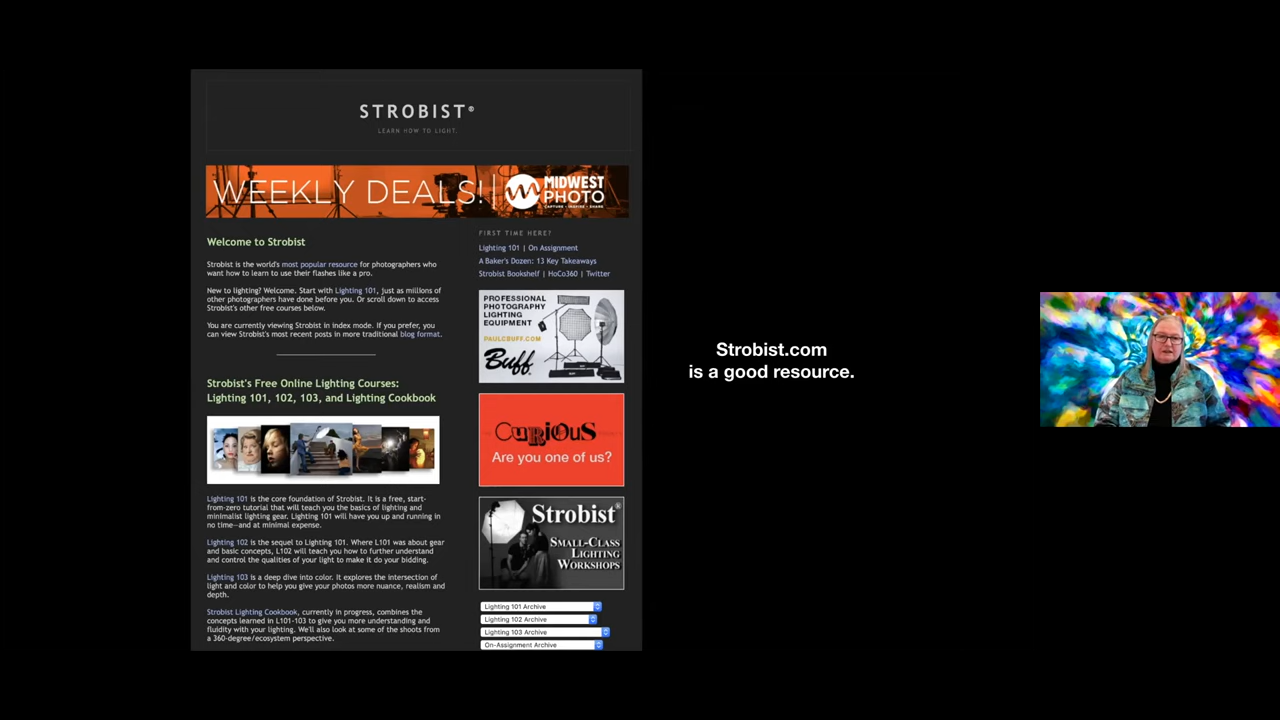 STROBIST®
LEARN HOW TO LIGHT.
WEEKLY DEALS!
MIDWEST
PHOTO
CAPTURE • INSPIRE • SHARE
Welcome to Strobist
Strobist is the world's most popular resource for photographers who
want how to learn to use their flashes like a pro.
New to lighting? Welcome. Start with Lighting 101, just as millions of
other photographers have done before you. Or scroll down to access
Strobist's other free courses below.
You are currently viewing Strobist in index mode. If you prefer, you
can view Strobist's most recent posts in more traditional blog format.
Strobist's Free Online Lighting Courses:
Lighting 101, 102, 103, and Lighting Cookbook
Lighting 101 is the core foundation of Strobist. It is a free, start-
from-zero tutorial that will teach you the basics of lighting and
minimalist lighting gear. Lighting 101 will have you up and running in
no time—and at minimal expense.
Lighting 102 is the sequel to Lighting 101. Where L101 was about gear
and basic concepts, L102 will teach you how to further understand
and control the qualities of your light to make it do your bidding.
Lighting 103 is a deep dive into color. It explores the intersection of
light and color to help you give your photos more nuance, realism and
depth.
Strobist Lighting Cookbook, currently in progress, combines the
concepts learned in L101-103 to give you more understanding and
fluidity with your lighting. We'll also look at some of the shoots from
a 360-degree/ecosystem perspective.
FIRST TIME HERE?
Lighting 101 | On Assignment
A Baker's Dozen: 13 Key Takeaways
Strobist Bookshelf | HoCo360 | Twitter
PROFESSIONAL
PHOTOGRAPHY
LIGHTING
EQUIPMENT
PAULCBUFF.COM
Buff
CURIOUS
Are you one of us?
Strobist®
SMALL-CLASS
LIGHTING
WORKSHOPS
Lighting 101 Archive
Lighting 102 Archive
Lighting 103 Archive
On-Assignment Archive
Strobist.com
is a good resource.